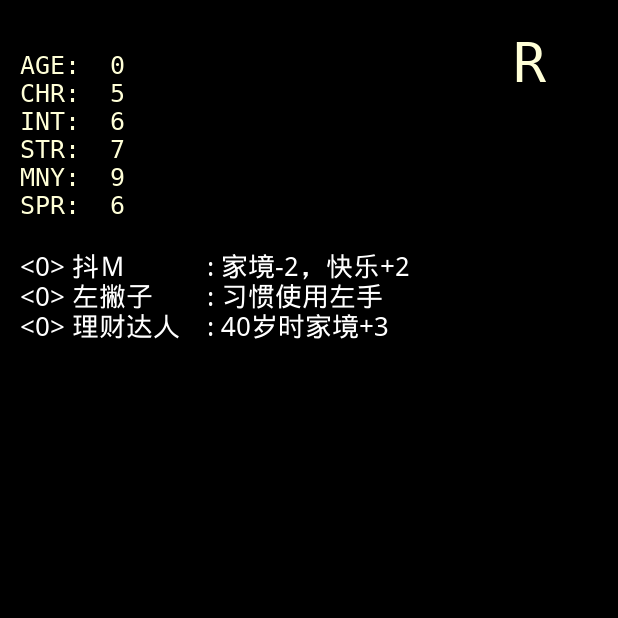 R
AGE: 0
CHR: 5
INT: 6
STR: 7
MNY: 9
SPR: 6
<0> 抖M : 家境-2，快乐+2
<0> 左撇子 : 习惯使用左手
<0> 理财达人 : 40岁时家境+3